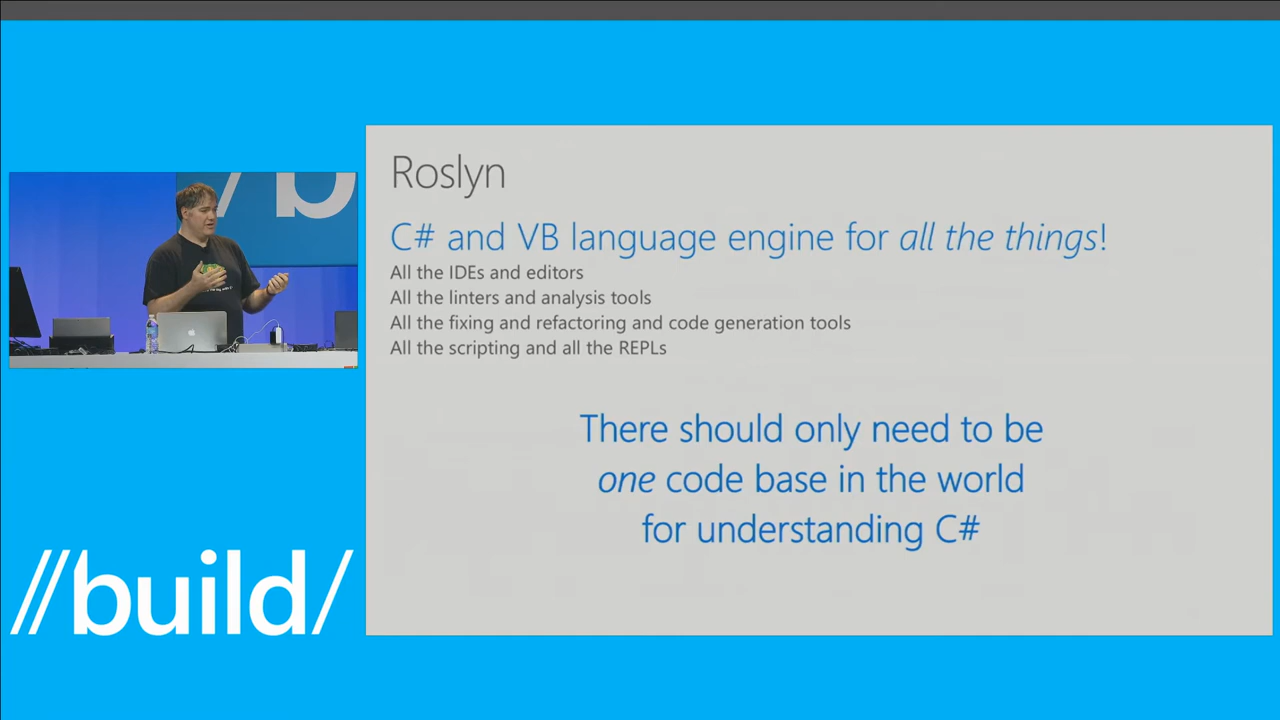 Roslyn
C# and VB language engine for all the things!
All the IDEs and editors
All the linters and analysis tools
All the fixing and refactoring and code generation tools
All the scripting and all the REPLs
There should only need to be
one code base in the world
for understanding C#
/b
//build/